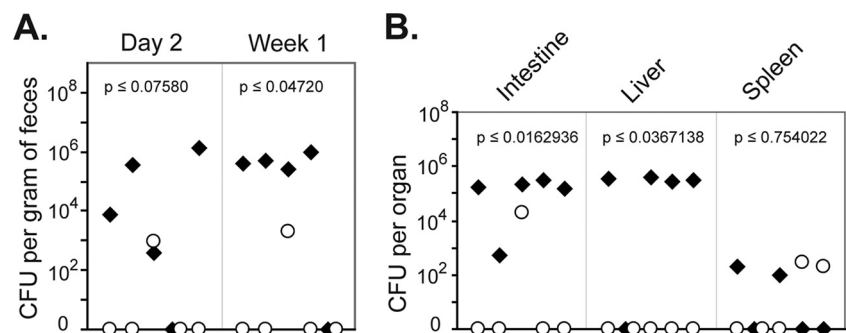 A.
Day 2 Week 1
CFU per gram of feces
10⁸
10⁶
10⁴
10²
0
p ≤ 0.07580
p ≤ 0.04720
B.
Intestine Liver Spleen
CFU per organ
10⁸
10⁶
10⁴
10²
0
p ≤ 0.0162936
p ≤ 0.0367138
p ≤ 0.754022